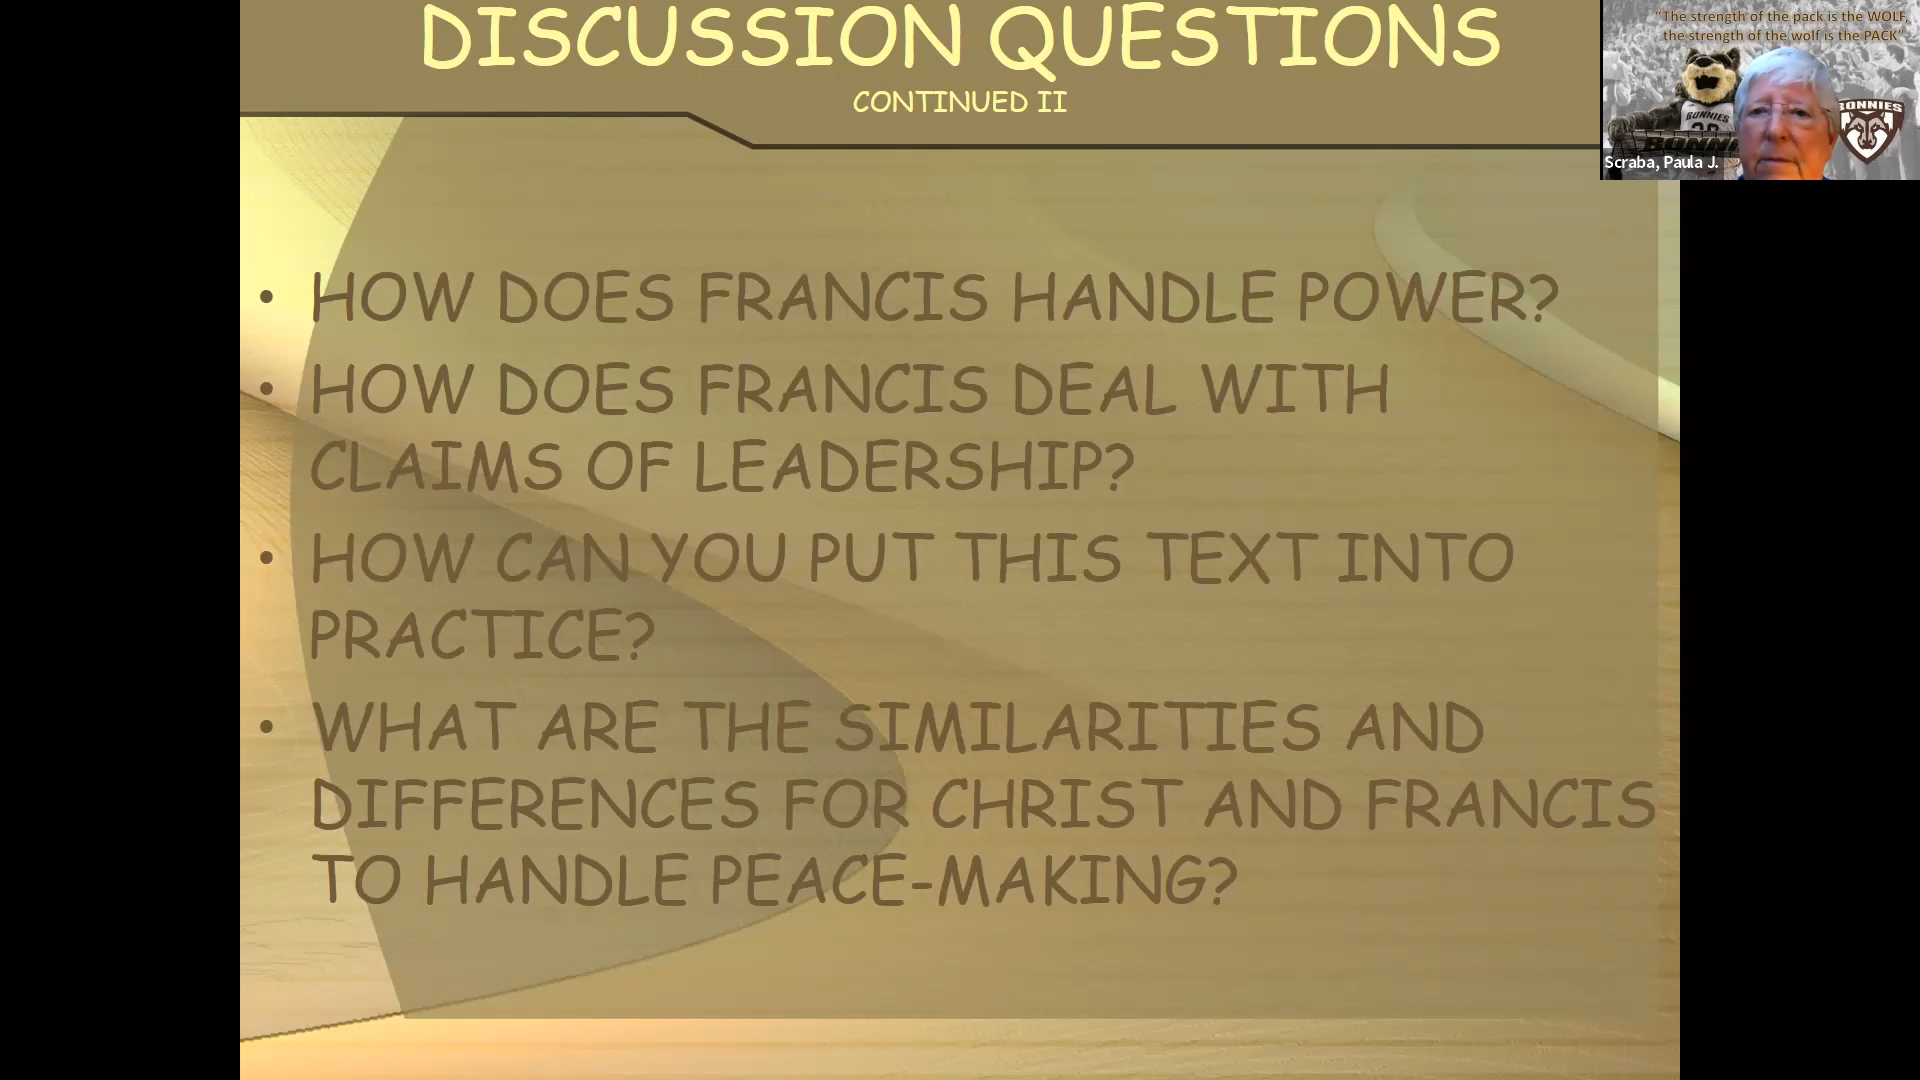 DISCUSSION QUESTIONS
CONTINUED II
"The strength of the pack is the WOLF,
the strength of the wolf is the PACK"
BONNIES
BONNIES
Scraba, Paula J.
• HOW DOES FRANCIS HANDLE POWER?
• HOW DOES FRANCIS DEAL WITH
CLAIMS OF LEADERSHIP?
• HOW CAN YOU PUT THIS TEXT INTO
PRACTICE?
• WHAT ARE THE SIMILARITIES AND
DIFFERENCES FOR CHRIST AND FRANCIS
TO HANDLE PEACE-MAKING?